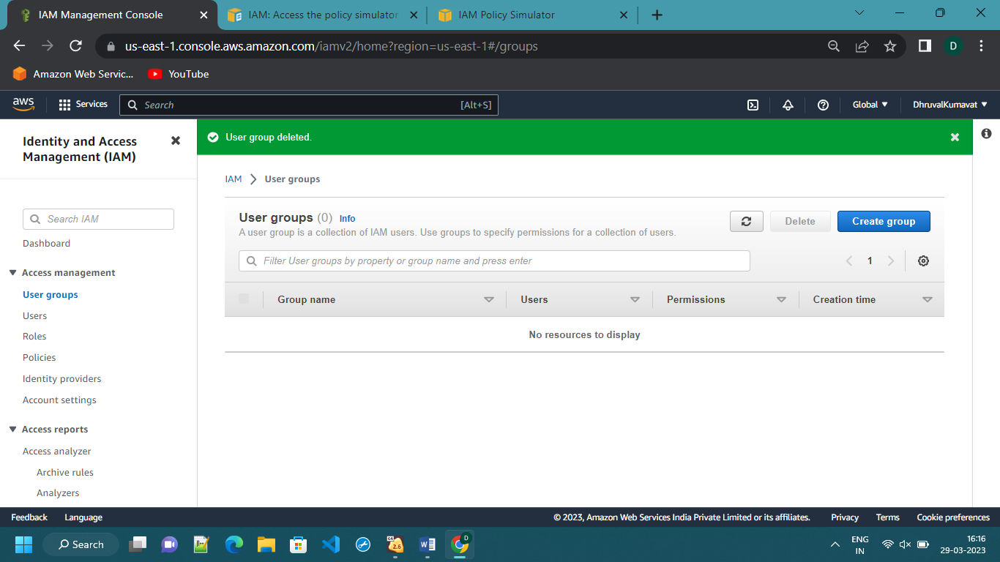 IAM Management Console
IAM: Access the policy simulator
IAM Policy Simulator
us-east-1.console.aws.amazon.com/iamv2/home?region=us-east-1#/groups
D
Amazon Web Servic...
YouTube
aws
Services
Search
[Alt+S]
Global
DhruvalKumavat
Identity and Access
Management (IAM)
Search IAM
Dashboard
Access management
User groups
Users
Roles
Policies
Identity providers
Account settings
Access reports
Access analyzer
Archive rules
Analyzers
User group deleted.
IAM
User groups
User groups (0) Info
A user group is a collection of IAM users. Use groups to specify permissions for a collection of users.
Delete
Create group
Filter User groups by property or group name and press enter
1
Group name
Users
Permissions
Creation time
No resources to display
Feedback
Language
© 2023, Amazon Web Services India Private Limited or its affiliates.
Privacy
Terms
Cookie preferences
Search
64
2.6
D
ENG
IN
16:16
29-03-2023